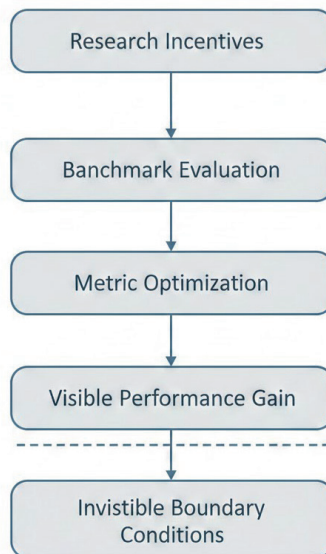 Research Incentives
Banchmark Evaluation
Metric Optimization
Visible Performance Gain
Invistible Boundary
Conditions